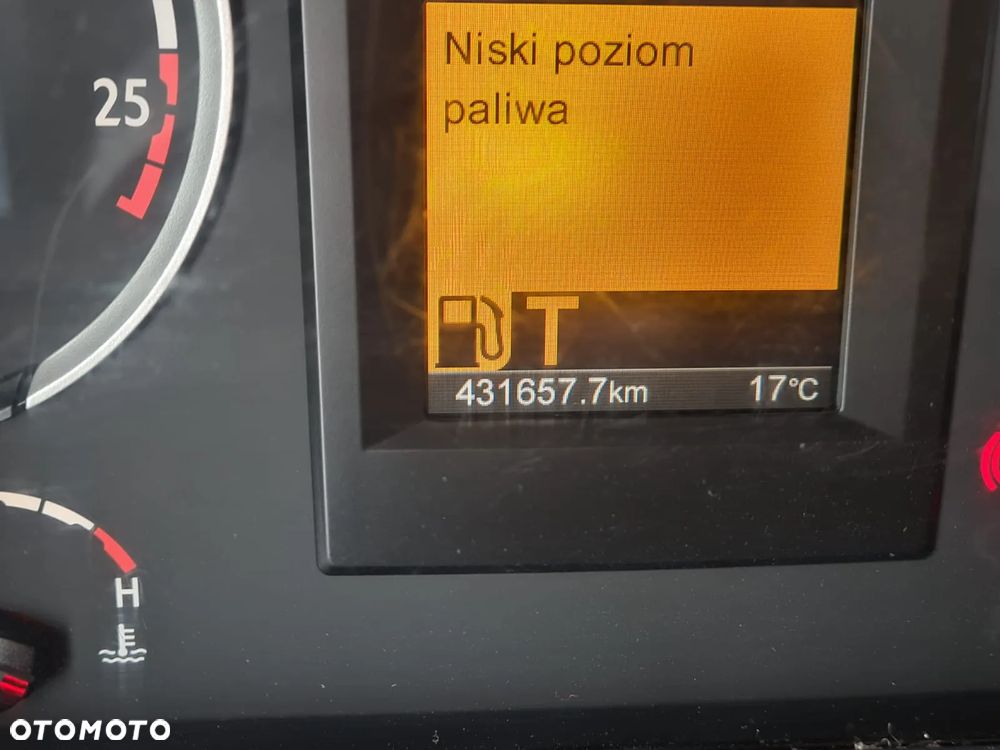 25
Niski poziom
paliwa
T
431657.7km 17°C
H
OTOMOTO